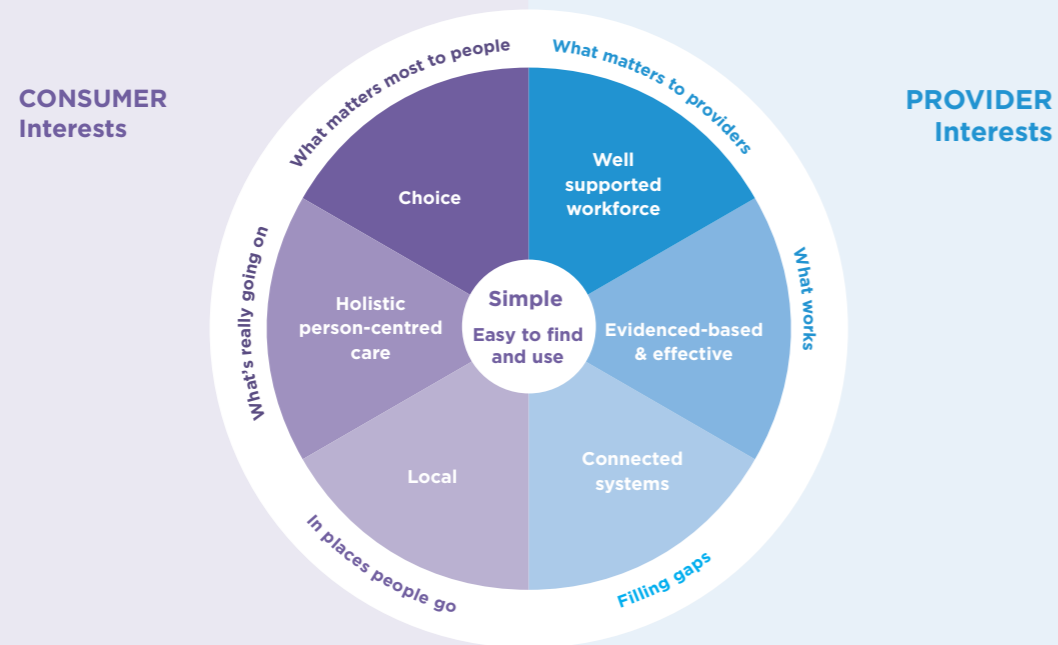 CONSUMER
Interests
What matters most to people
What matters to providers
PROVIDER
Interests
Choice
Well
supported
workforce
What's really going on
Holistic
person-centred
care
Simple
Easy to find
and use
Evidenced-based
& effective
What works
Local
Connected
systems
In places people go
Filling gaps